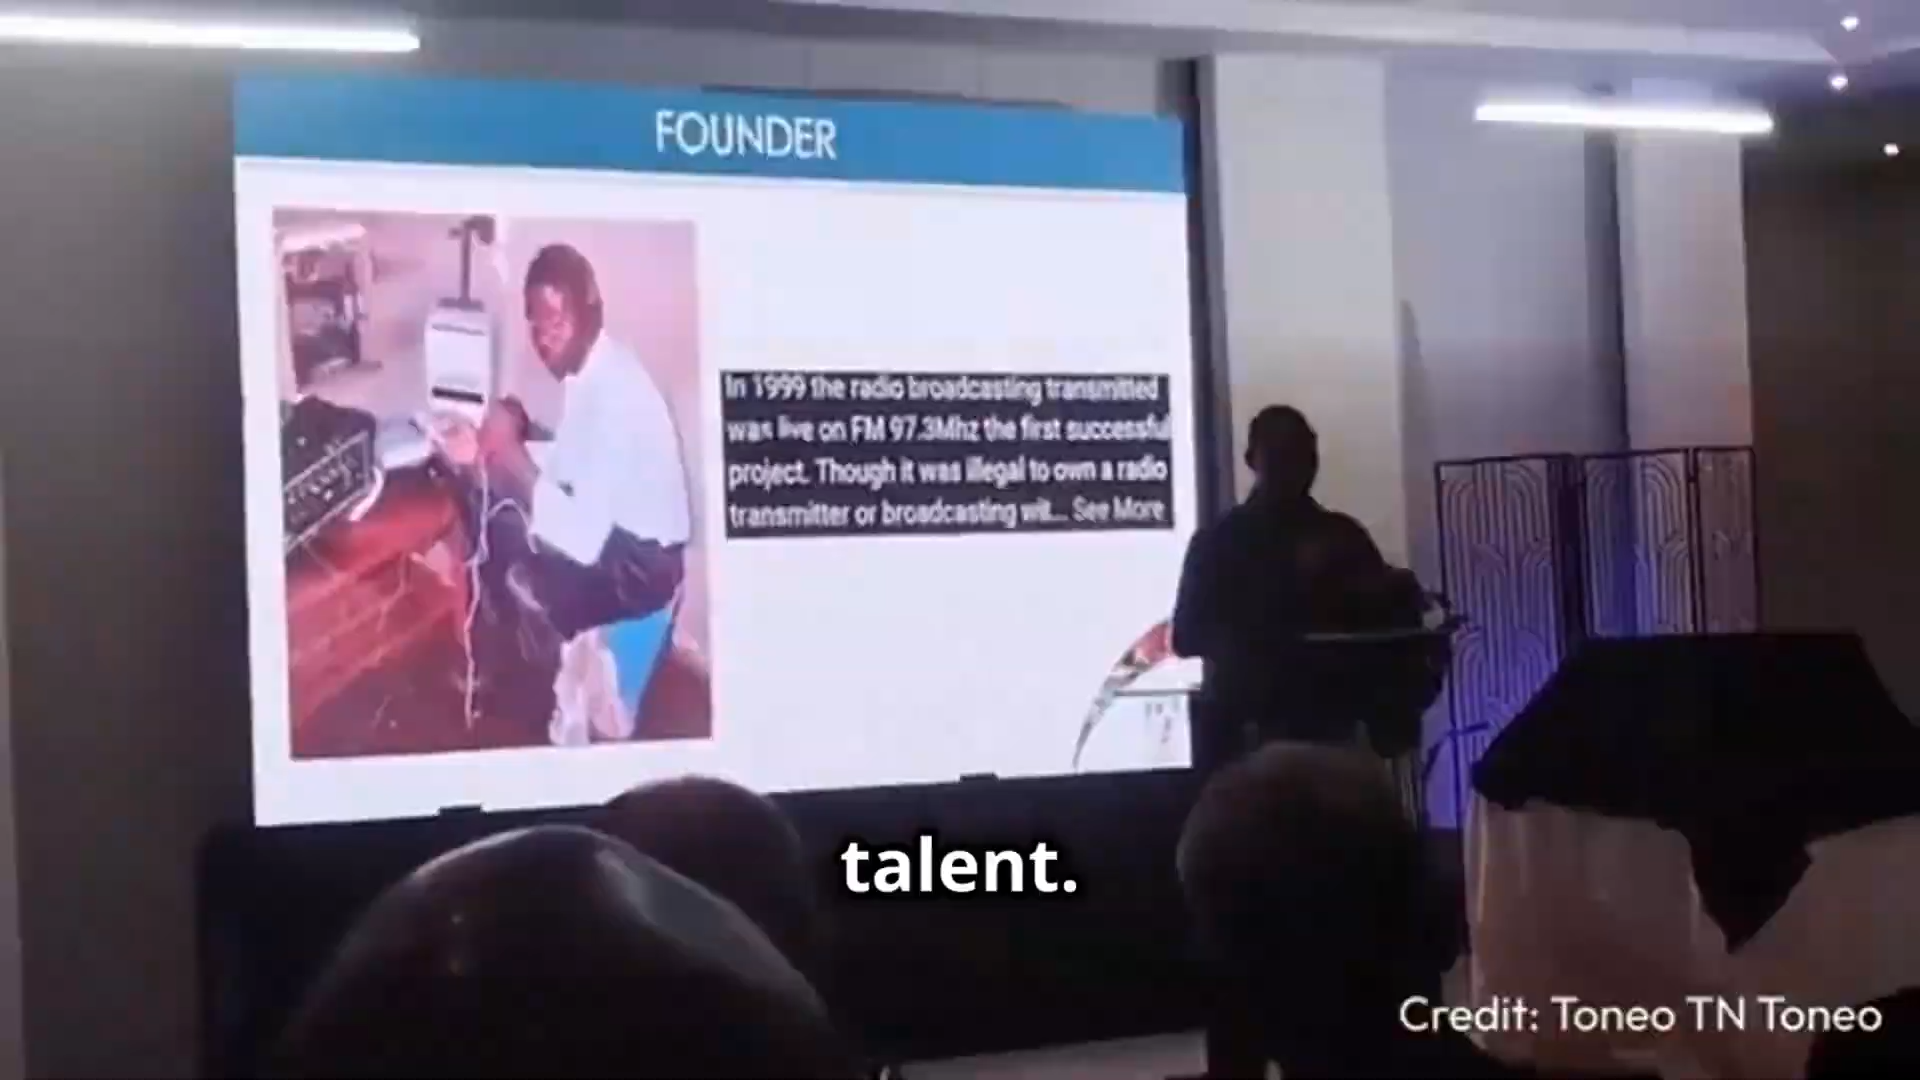 FOUNDER
In 1999 the radio broadcasting transmitted
was live on FM 97.3Mhz the first successful
project. Though it was illegal to own a radio
transmitter or broadcasting wit... See More
talent.
Credit: Toneo TN Toneo